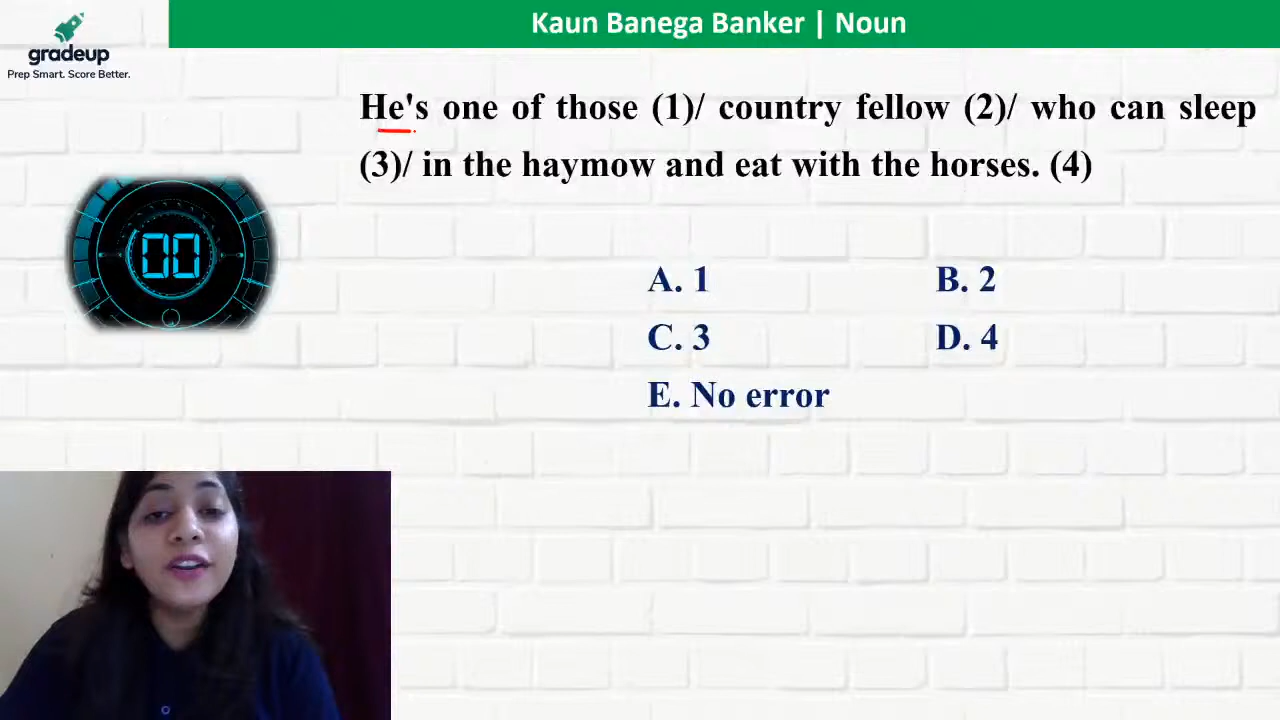 Kaun Banega Banker | Noun
gradeup
Prep Smart. Score Better.
He's one of those (1)/ country fellow (2)/ who can sleep
(3)/ in the haymow and eat with the horses. (4)
00
A. 1 B. 2
C. 3 D. 4
E. No error